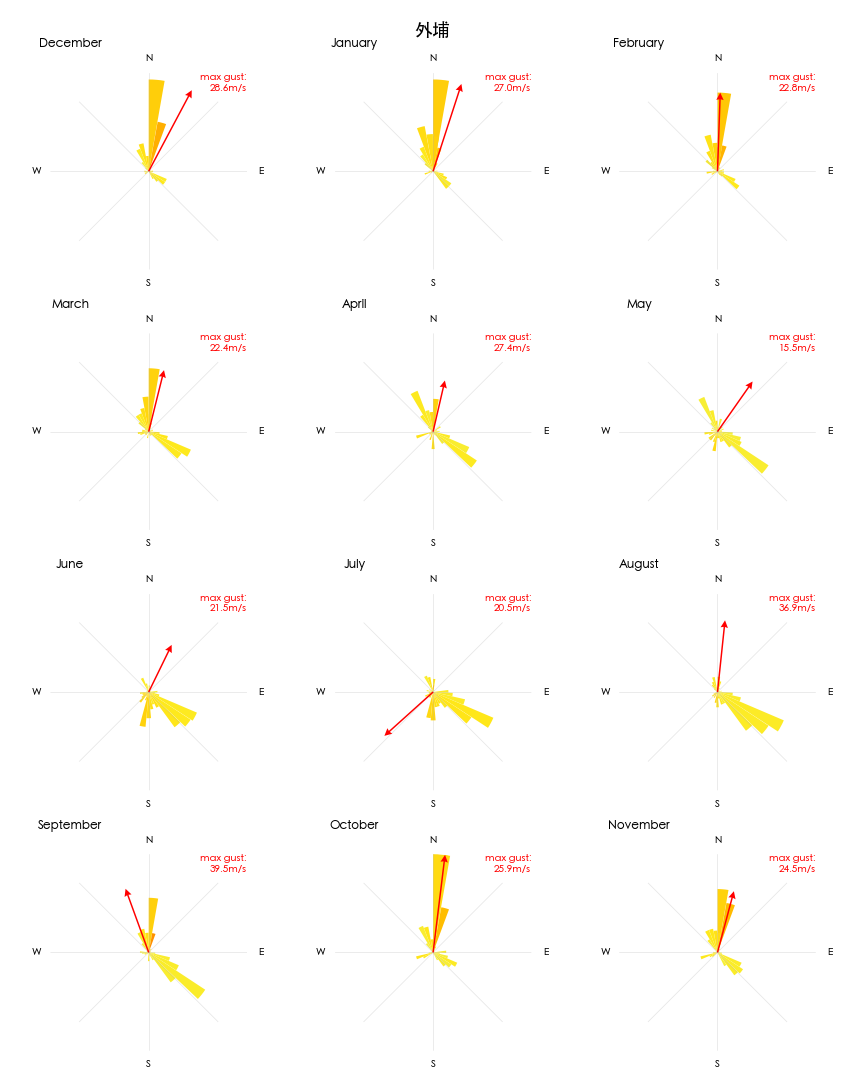 外埔
December
N
max gust:
28.6m/s
W
E
S
January
N
max gust:
27.0m/s
W
E
S
February
N
max gust:
22.8m/s
W
E
S
March
N
max gust:
22.4m/s
W
E
S
April
N
max gust:
27.4m/s
W
E
S
May
N
max gust:
15.5m/s
W
E
S
June
N
max gust:
21.5m/s
W
E
S
July
N
max gust:
20.5m/s
W
E
S
August
N
max gust:
36.9m/s
W
E
S
September
N
max gust:
39.5m/s
W
E
S
October
N
max gust:
25.9m/s
W
E
S
November
N
max gust:
24.5m/s
W
E
S